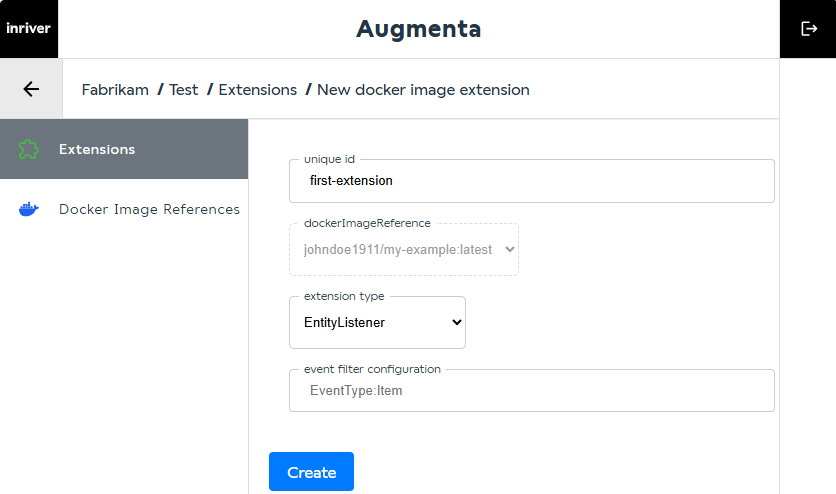 inriver
Augmenta
Fabrikam / Test / Extensions / New docker image extension
Extensions
Docker Image References
unique id
first-extension
dockerImageReference
johndoe1911/my-example:latest
extension type
EntityListener
event filter configuration
EventType:Item
Create